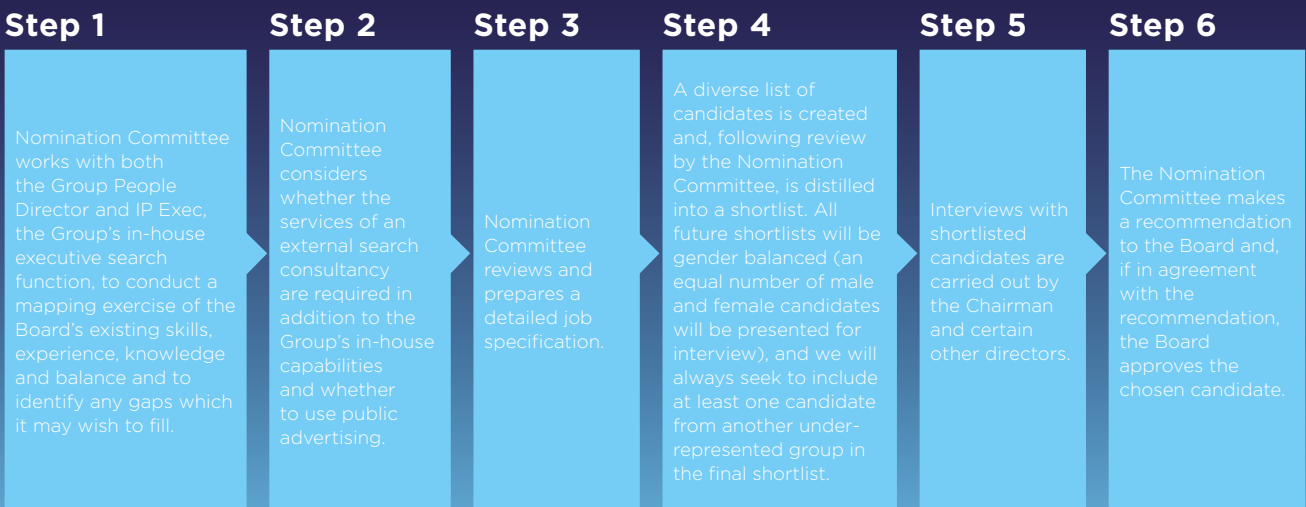 Step 1
Nomination Committee
works with both
the Group People
Director and IP Exec,
the Group's in-house
executive search
function, to conduct a
mapping exercise of the
Board's existing skills,
experience, knowledge
and balance and to
identify any gaps which
it may wish to fill.
Step 2
Nomination
Committee
considers
whether the
services of an
external search
consultancy
are required in
addition to the
Group's in-house
capabilities
and whether
to use public
advertising.
Step 3
Nomination
Committee
reviews and
prepares a
detailed job
specification.
Step 4
A diverse list of
candidates is created
and, following review
by the Nomination
Committee, is distilled
into a shortlist. All
future shortlists will be
gender balanced (an
equal number of male
and female candidates
will be presented for
interview), and we will
always seek to include
at least one candidate
from another under-
represented group in
the final shortlist.
Step 5
Interviews with
shortlisted
candidates are
carried out by
the Chairman
and certain
other directors.
Step 6
The Nomination
Committee makes
a recommendation
to the Board and,
if in agreement
with the
recommendation,
the Board
approves the
chosen candidate.